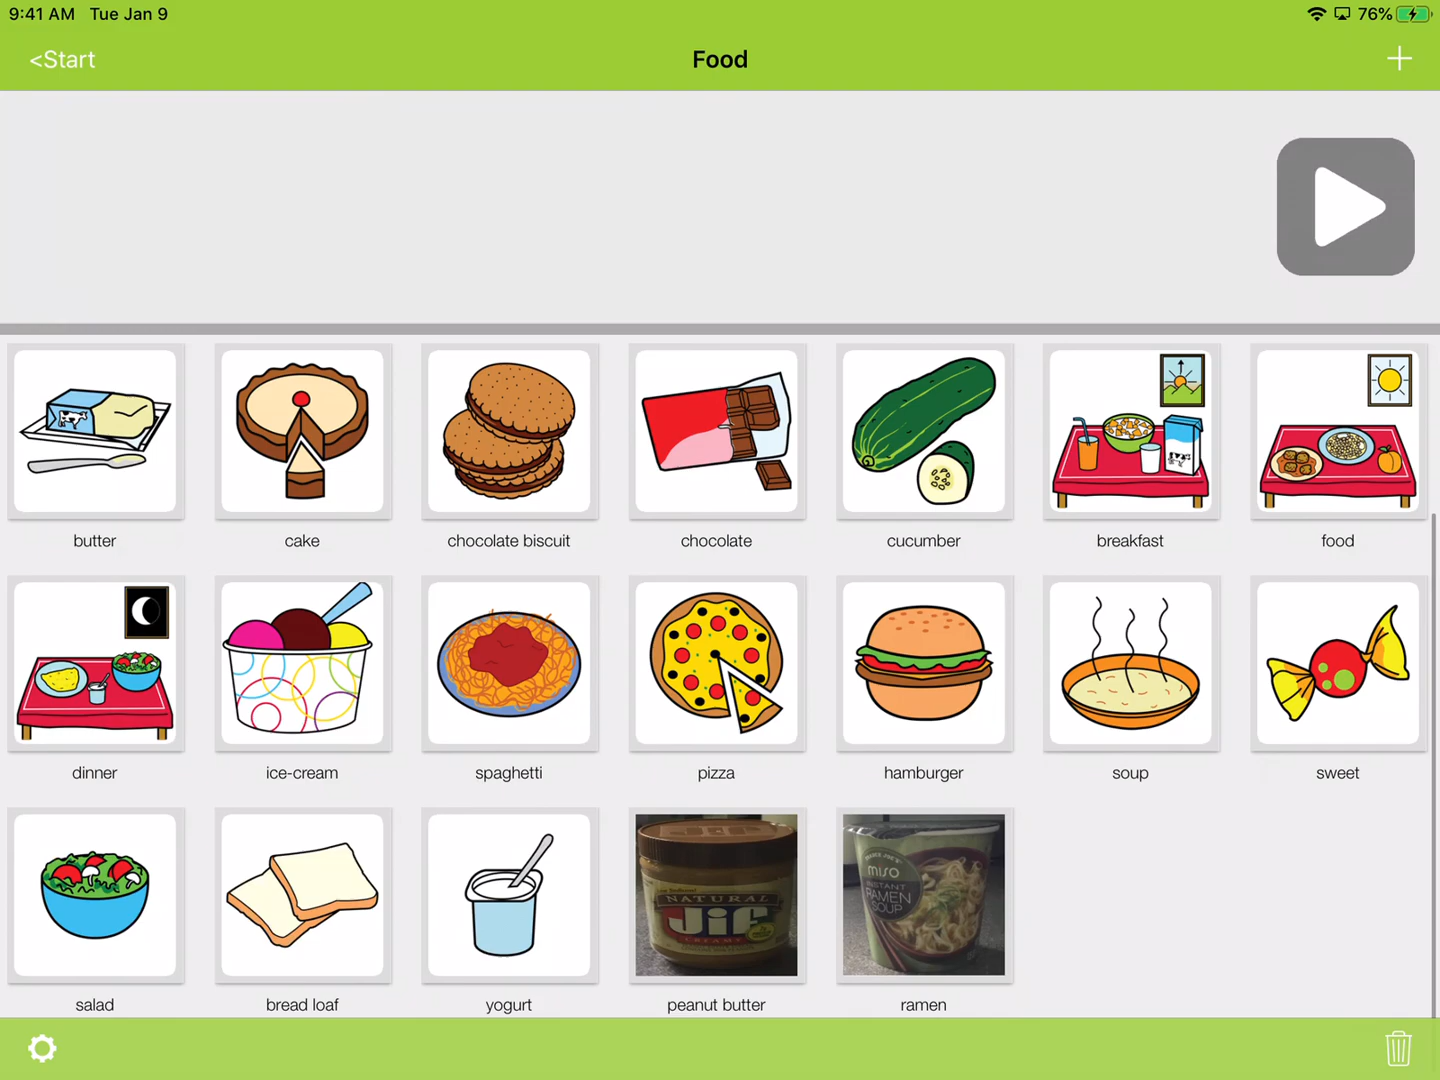 9:41 AM Tue Jan 9
76%
<Start
Food
butter
cake
chocolate biscuit
chocolate
cucumber
breakfast
food
dinner
ice-cream
spaghetti
pizza
hamburger
soup
sweet
NATURAL
Jif
CREAMY
MISO
INSTANT
RAMEN
SOUP
salad
bread loaf
yogurt
peanut butter
ramen